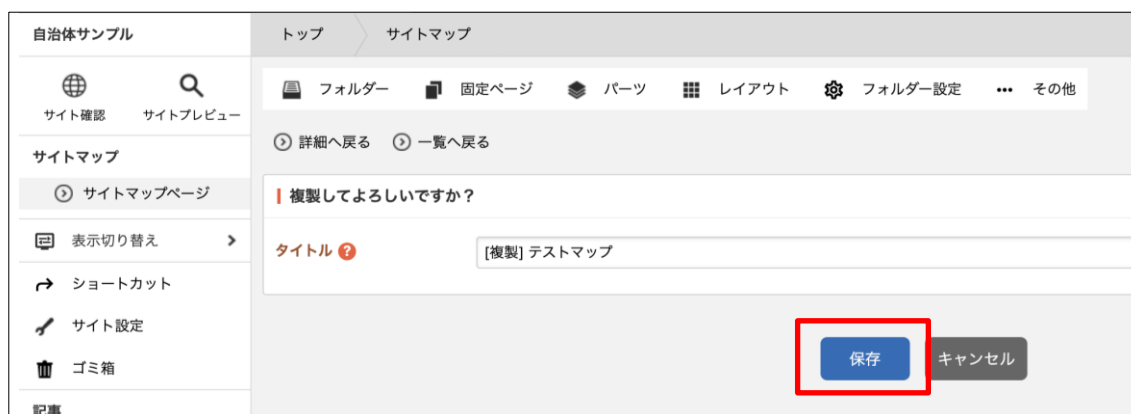 自治体サンプル
トップ サイトマップ
サイト確認 サイトプレビュー
フォルダー 固定ページ パーツ レイアウト フォルダー設定 ••• その他
サイトマップ
サイトマップページ
表示切り替え
ショートカット
サイト設定
ゴミ箱
記事
詳細へ戻る 一覧へ戻る
複製してよろしいですか？
タイトル ?
[複製] テストマップ
保存 キャンセル